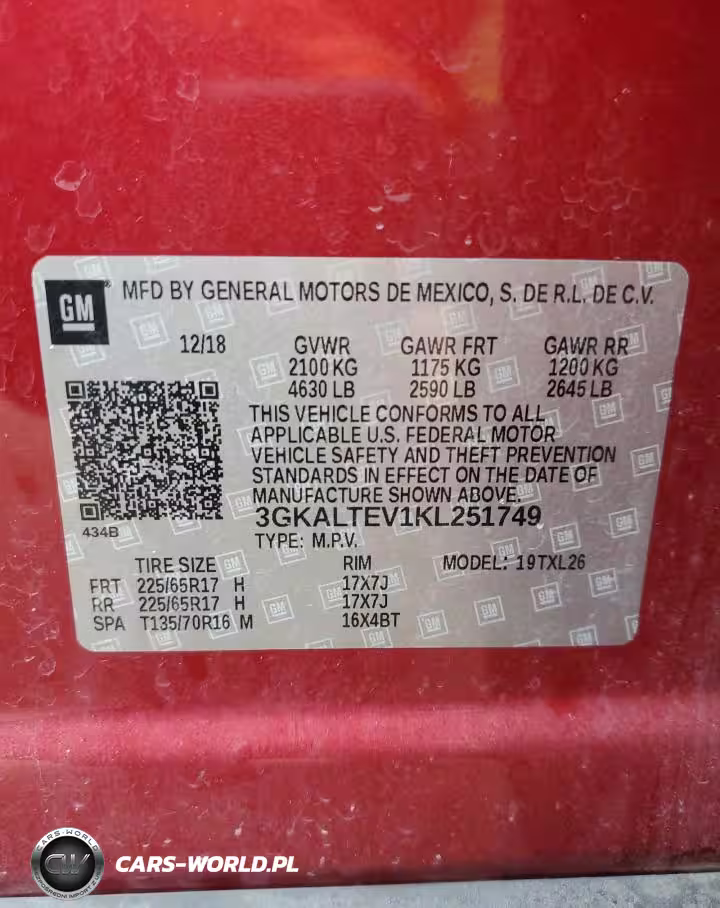 GM ® MFD BY GENERAL MOTORS DE MEXICO, S. DE R.L. DE C.V.
12/18 GVWR GAWR FRT GAWR RR
2100 KG 1175 KG 1200 KG
4630 LB 2590 LB 2645 LB
THIS VEHICLE CONFORMS TO ALL
APPLICABLE U.S. FEDERAL MOTOR
VEHICLE SAFETY AND THEFT PREVENTION
STANDARDS IN EFFECT ON THE DATE OF
MANUFACTURE SHOWN ABOVE.
3GKALTEV1KL251749
434B
TYPE: M.P.V.
TIRE SIZE RIM MODEL: 19TXL26
FRT 225/65R17 H 17X7J
RR 225/65R17 H 17X7J
SPA T135/70R16 M 16X4BT
CARS-WORLD
CW
CARS-WORLD.PL